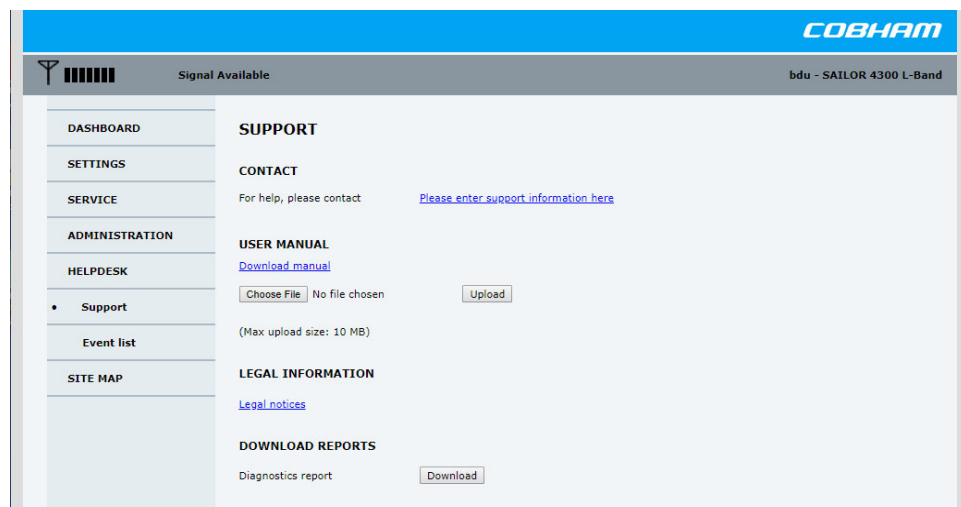 COBHAM
Signal Available
bdu - SAILOR 4300 L-Band
DASHBOARD
SETTINGS
SERVICE
ADMINISTRATION
HELPDESK
• Support
Event list
SITE MAP
SUPPORT
CONTACT
For help, please contact Please enter support information here
USER MANUAL
Download manual
Choose File No file chosen Upload
(Max upload size: 10 MB)
LEGAL INFORMATION
Legal notices
DOWNLOAD REPORTS
Diagnostics report Download